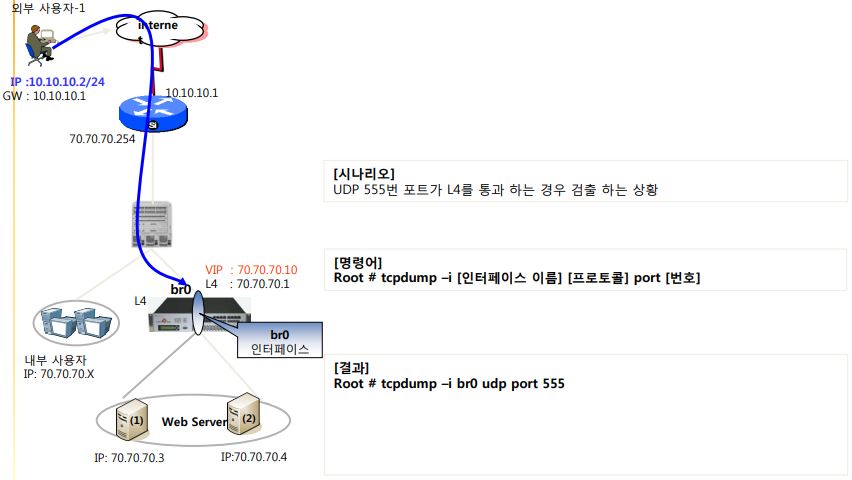 외부 사용자-1
interne
t
IP :10.10.10.2/24
GW : 10.10.10.1
10.10.10.1
Si
70.70.70.254
[시나리오]
UDP 555번 포트가 L4를 통과 하는 경우 검출 하는 상황
[명령어]
Root # tcpdump –i [인터페이스 이름] [프로토콜] port [번호]
VIP : 70.70.70.10
L4 : 70.70.70.1
br0
L4
br0
인터페이스
내부 사용자
IP: 70.70.70.X
[결과]
Root # tcpdump –i br0 udp port 555
(1)
Web Server
(2)
IP: 70.70.70.3
IP:70.70.70.4